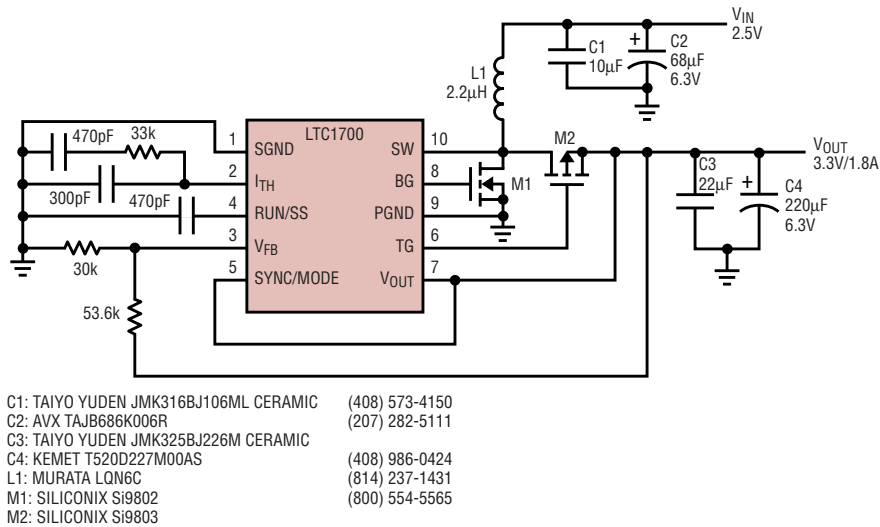 VIN
2.5V
C1
10µF
+
C2
68µF
6.3V
L1
2.2µH
470pF
33k
300pF
470pF
30k
53.6k
LTC1700
1
SGND
2
ITH
4
RUN/SS
3
VFB
5
SYNC/MODE
SW
10
BG
8
PGND
9
TG
6
VOUT
7
M1
M2
VOUT
3.3V/1.8A
C3
22µF
+
C4
220µF
6.3V
C1: TAIYO YUDEN JMK316BJ106ML CERAMIC (408) 573-4150
C2: AVX TAJB686K006R (207) 282-5111
C3: TAIYO YUDEN JMK325BJ226M CERAMIC
C4: KEMET T520D227M00AS (408) 986-0424
L1: MURATA LQN6C (814) 237-1431
M1: SILICONIX Si9802 (800) 554-5565
M2: SILICONIX Si9803